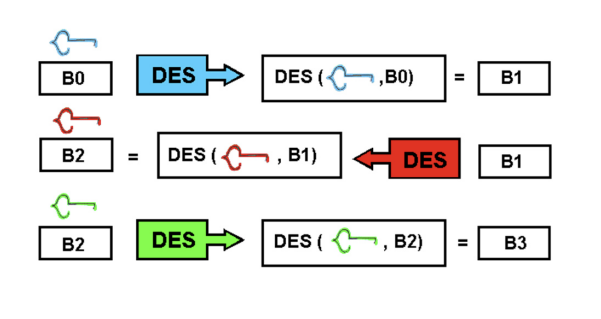 B0 DES DES ( ,B0) = B1
B2 = DES ( , B1) DES B1
B2 DES DES ( , B2) = B3